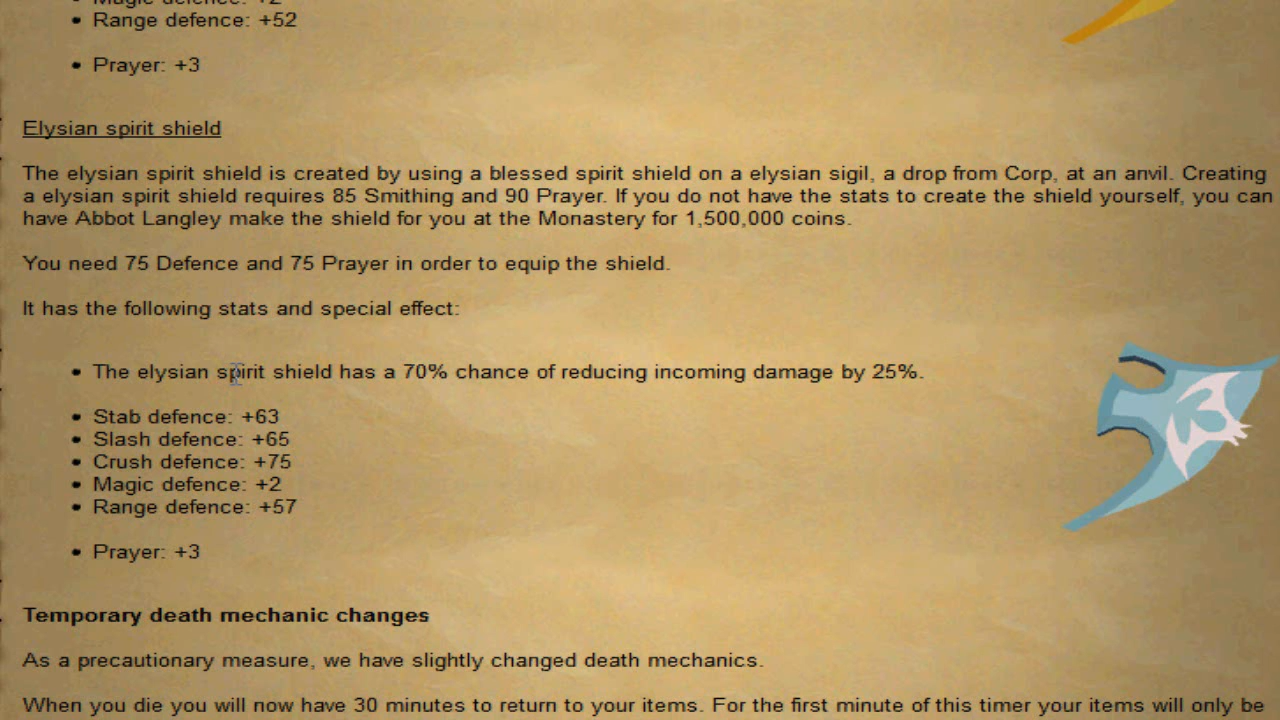 Magic defence: +2
Range defence: +52
Prayer: +3
Elysian spirit shield
The elysian spirit shield is created by using a blessed spirit shield on a elysian sigil, a drop from Corp, at an anvil. Creating
a elysian spirit shield requires 85 Smithing and 90 Prayer. If you do not have the stats to create the shield yourself, you can
have Abbot Langley make the shield for you at the Monastery for 1,500,000 coins.
You need 75 Defence and 75 Prayer in order to equip the shield.
It has the following stats and special effect:
The elysian spirit shield has a 70% chance of reducing incoming damage by 25%.
Stab defence: +63
Slash defence: +65
Crush defence: +75
Magic defence: +2
Range defence: +57
Prayer: +3
Temporary death mechanic changes
As a precautionary measure, we have slightly changed death mechanics.
When you die you will now have 30 minutes to return to your items. For the first minute of this timer your items will only be